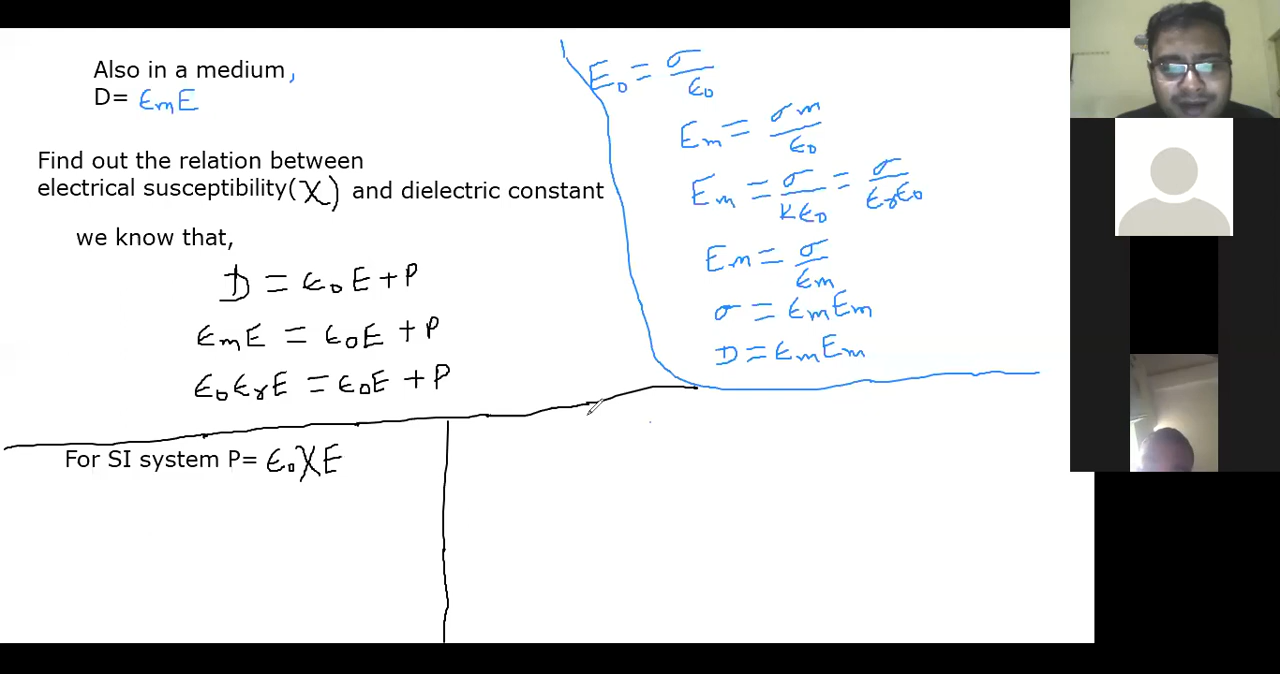 Also in a medium,
D= ϵmE
Find out the relation between
electrical susceptibility(χ) and dielectric constant
we know that,
D = ϵ₀E + P
ϵmE = ϵ₀E + P
ϵ₀ϵrE = ϵ₀E + P
For SI system P= ϵ₀χE
E₀ = σ/ϵ₀
Em = σm/ϵ₀
Em = σ/Kϵ₀ = σ/ϵrϵ₀
Em = σ/ϵm
σ = ϵmEm
D = ϵmEm